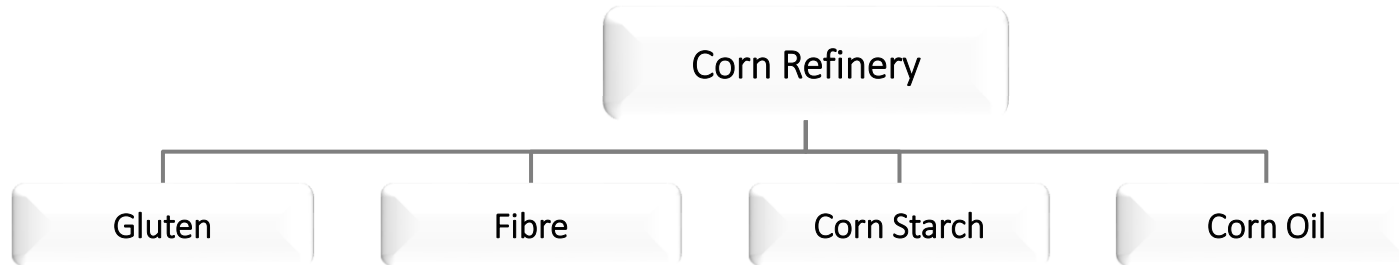 Corn Refinery
Gluten
Fibre
Corn Starch
Corn Oil